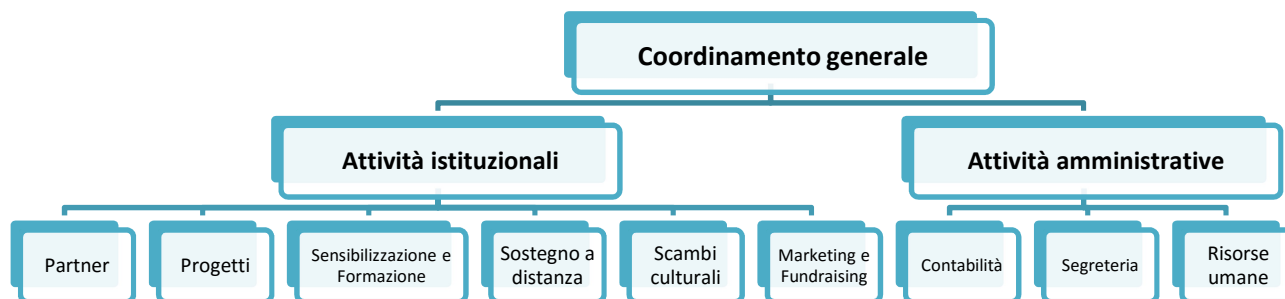 Coordinamento generale
Attività istituzionali
Attività amministrative
Partner
Progetti
Sensibilizzazione e
Formazione
Sostegno a
distanza
Scambi
culturali
Marketing e
Fundraising
Contabilità
Segreteria
Risorse
umane